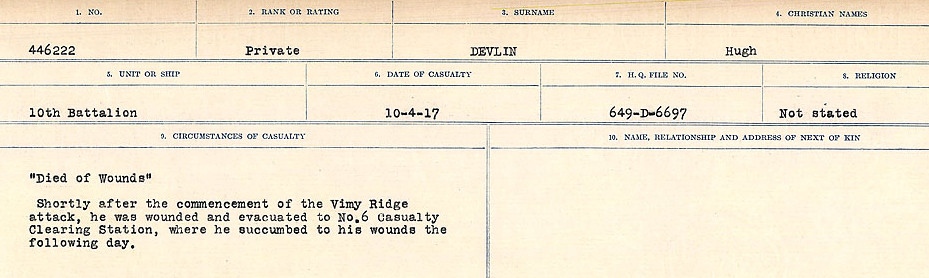 1. NO. 2. RANK OR RATING 3. SURNAME 4. CHRISTIAN NAMES
446222 Private DEVLIN Hugh
5. UNIT OR SHIP 6. DATE OF CASUALTY 7. H. Q. FILE NO. 8. RELIGION
10th Battalion 10-4-17 649-D-6697 Not stated
9. CIRCUMSTANCES OF CASUALTY 10. NAME, RELATIONSHIP AND ADDRESS OF NEXT OF KIN
"Died of Wounds"
Shortly after the commencement of the Vimy Ridge
attack, he was wounded and evacuated to No.6 Casualty
Clearing Station, where he succumbed to his wounds the
following day.